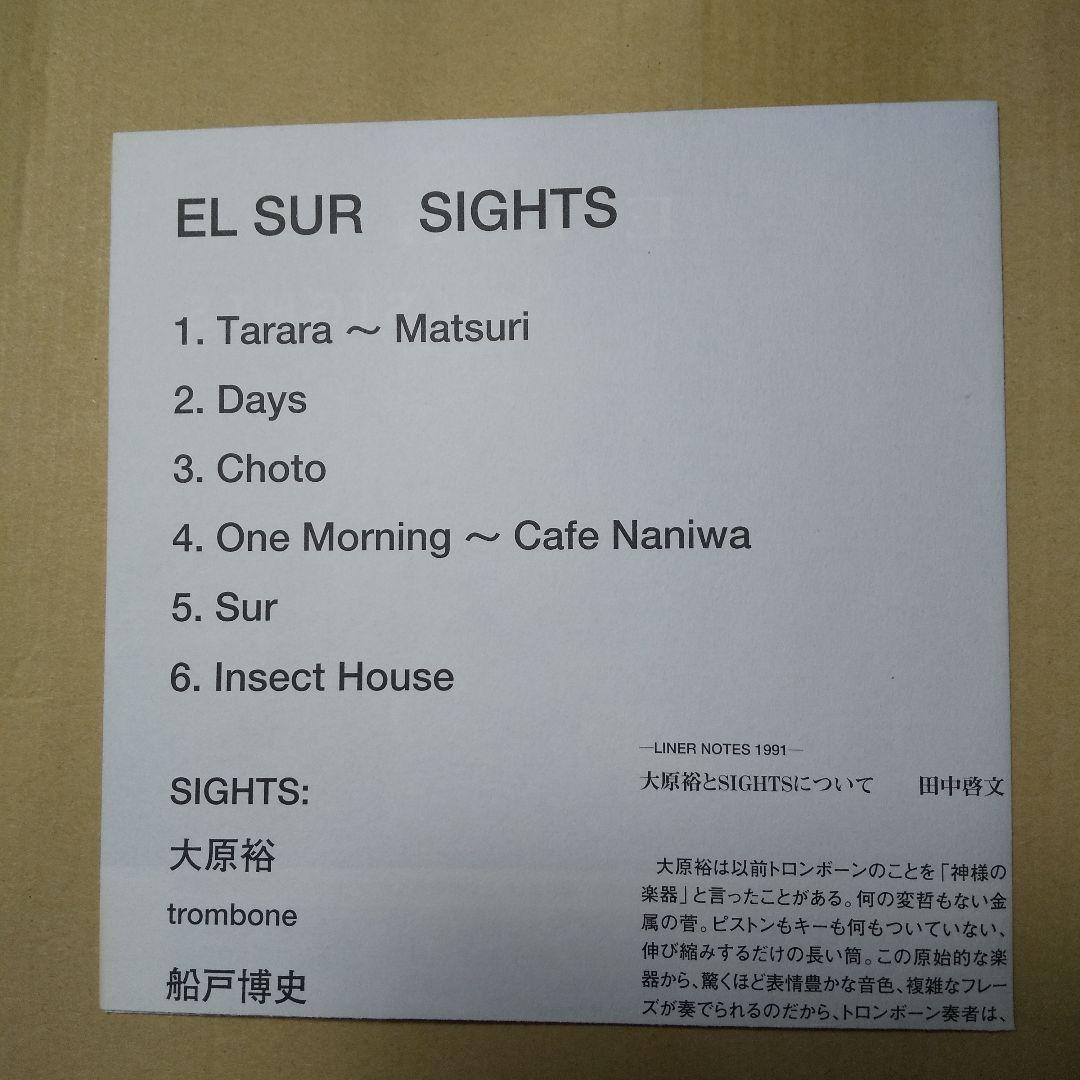 EL SUR　SIGHTS
1. Tarara ～ Matsuri
2. Days
3. Choto
4. One Morning ～ Cafe Naniwa
5. Sur
6. Insect House
SIGHTS:
大原裕
trombone
船戸博史
—LINER NOTES 1991—
大原裕とSIGHTSについて　田中啓文
大原裕は以前トロンボーンのことを「神様の
楽器」と言ったことがある。何の変哲もない金
属の菅。ピストンもキーも何もついていない、
伸び縮みするだけの長い筒。この原始的な楽
器から、驚くほど表情豊かな音色、複雑なフレー
ズが奏でられるのだから、トロンボーン奏者は、